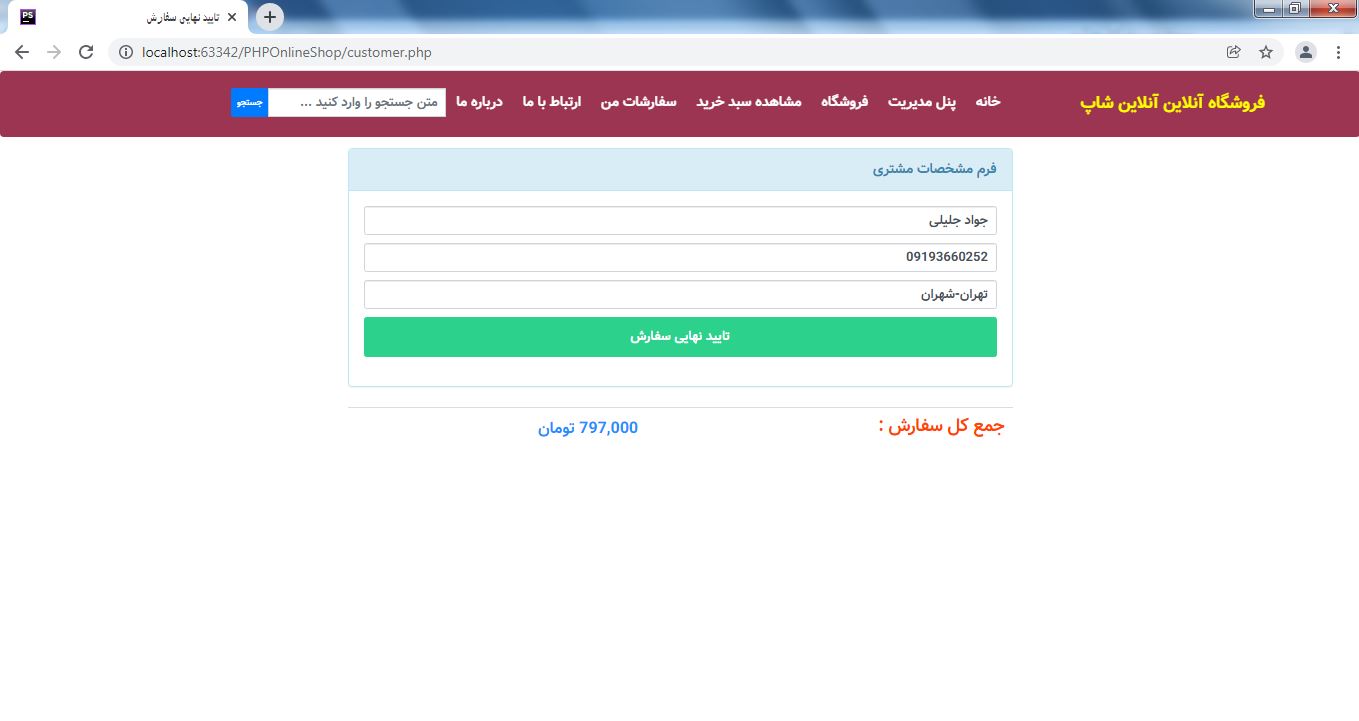 تایید نهایی سفارش
localhost:63342/PHPOnlineShop/customer.php
فروشگاه آنلاین آنلاین شاپ
خانه پنل مدیریت فروشگاه مشاهده سبد خرید سفارشات من ارتباط با ما درباره ما متن جستجو را وارد کنید ... جستجو
فرم مشخصات مشتری
جواد جلیلی
09193660252
تهران-شهران
تایید نهایی سفارش
جمع کل سفارش : 797,000 تومان